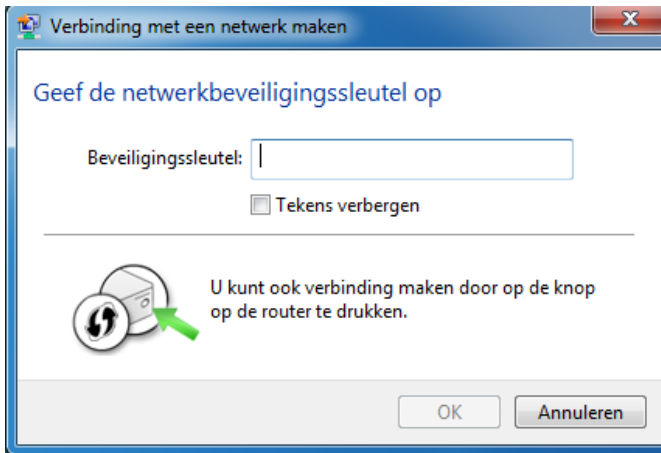 Verbinding met een netwerk maken
Geef de netwerkbeveiligingssleutel op
Beveiligingssleutel:
Tekens verbergen
U kunt ook verbinding maken door op de knop
op de router te drukken.
OK
Annuleren